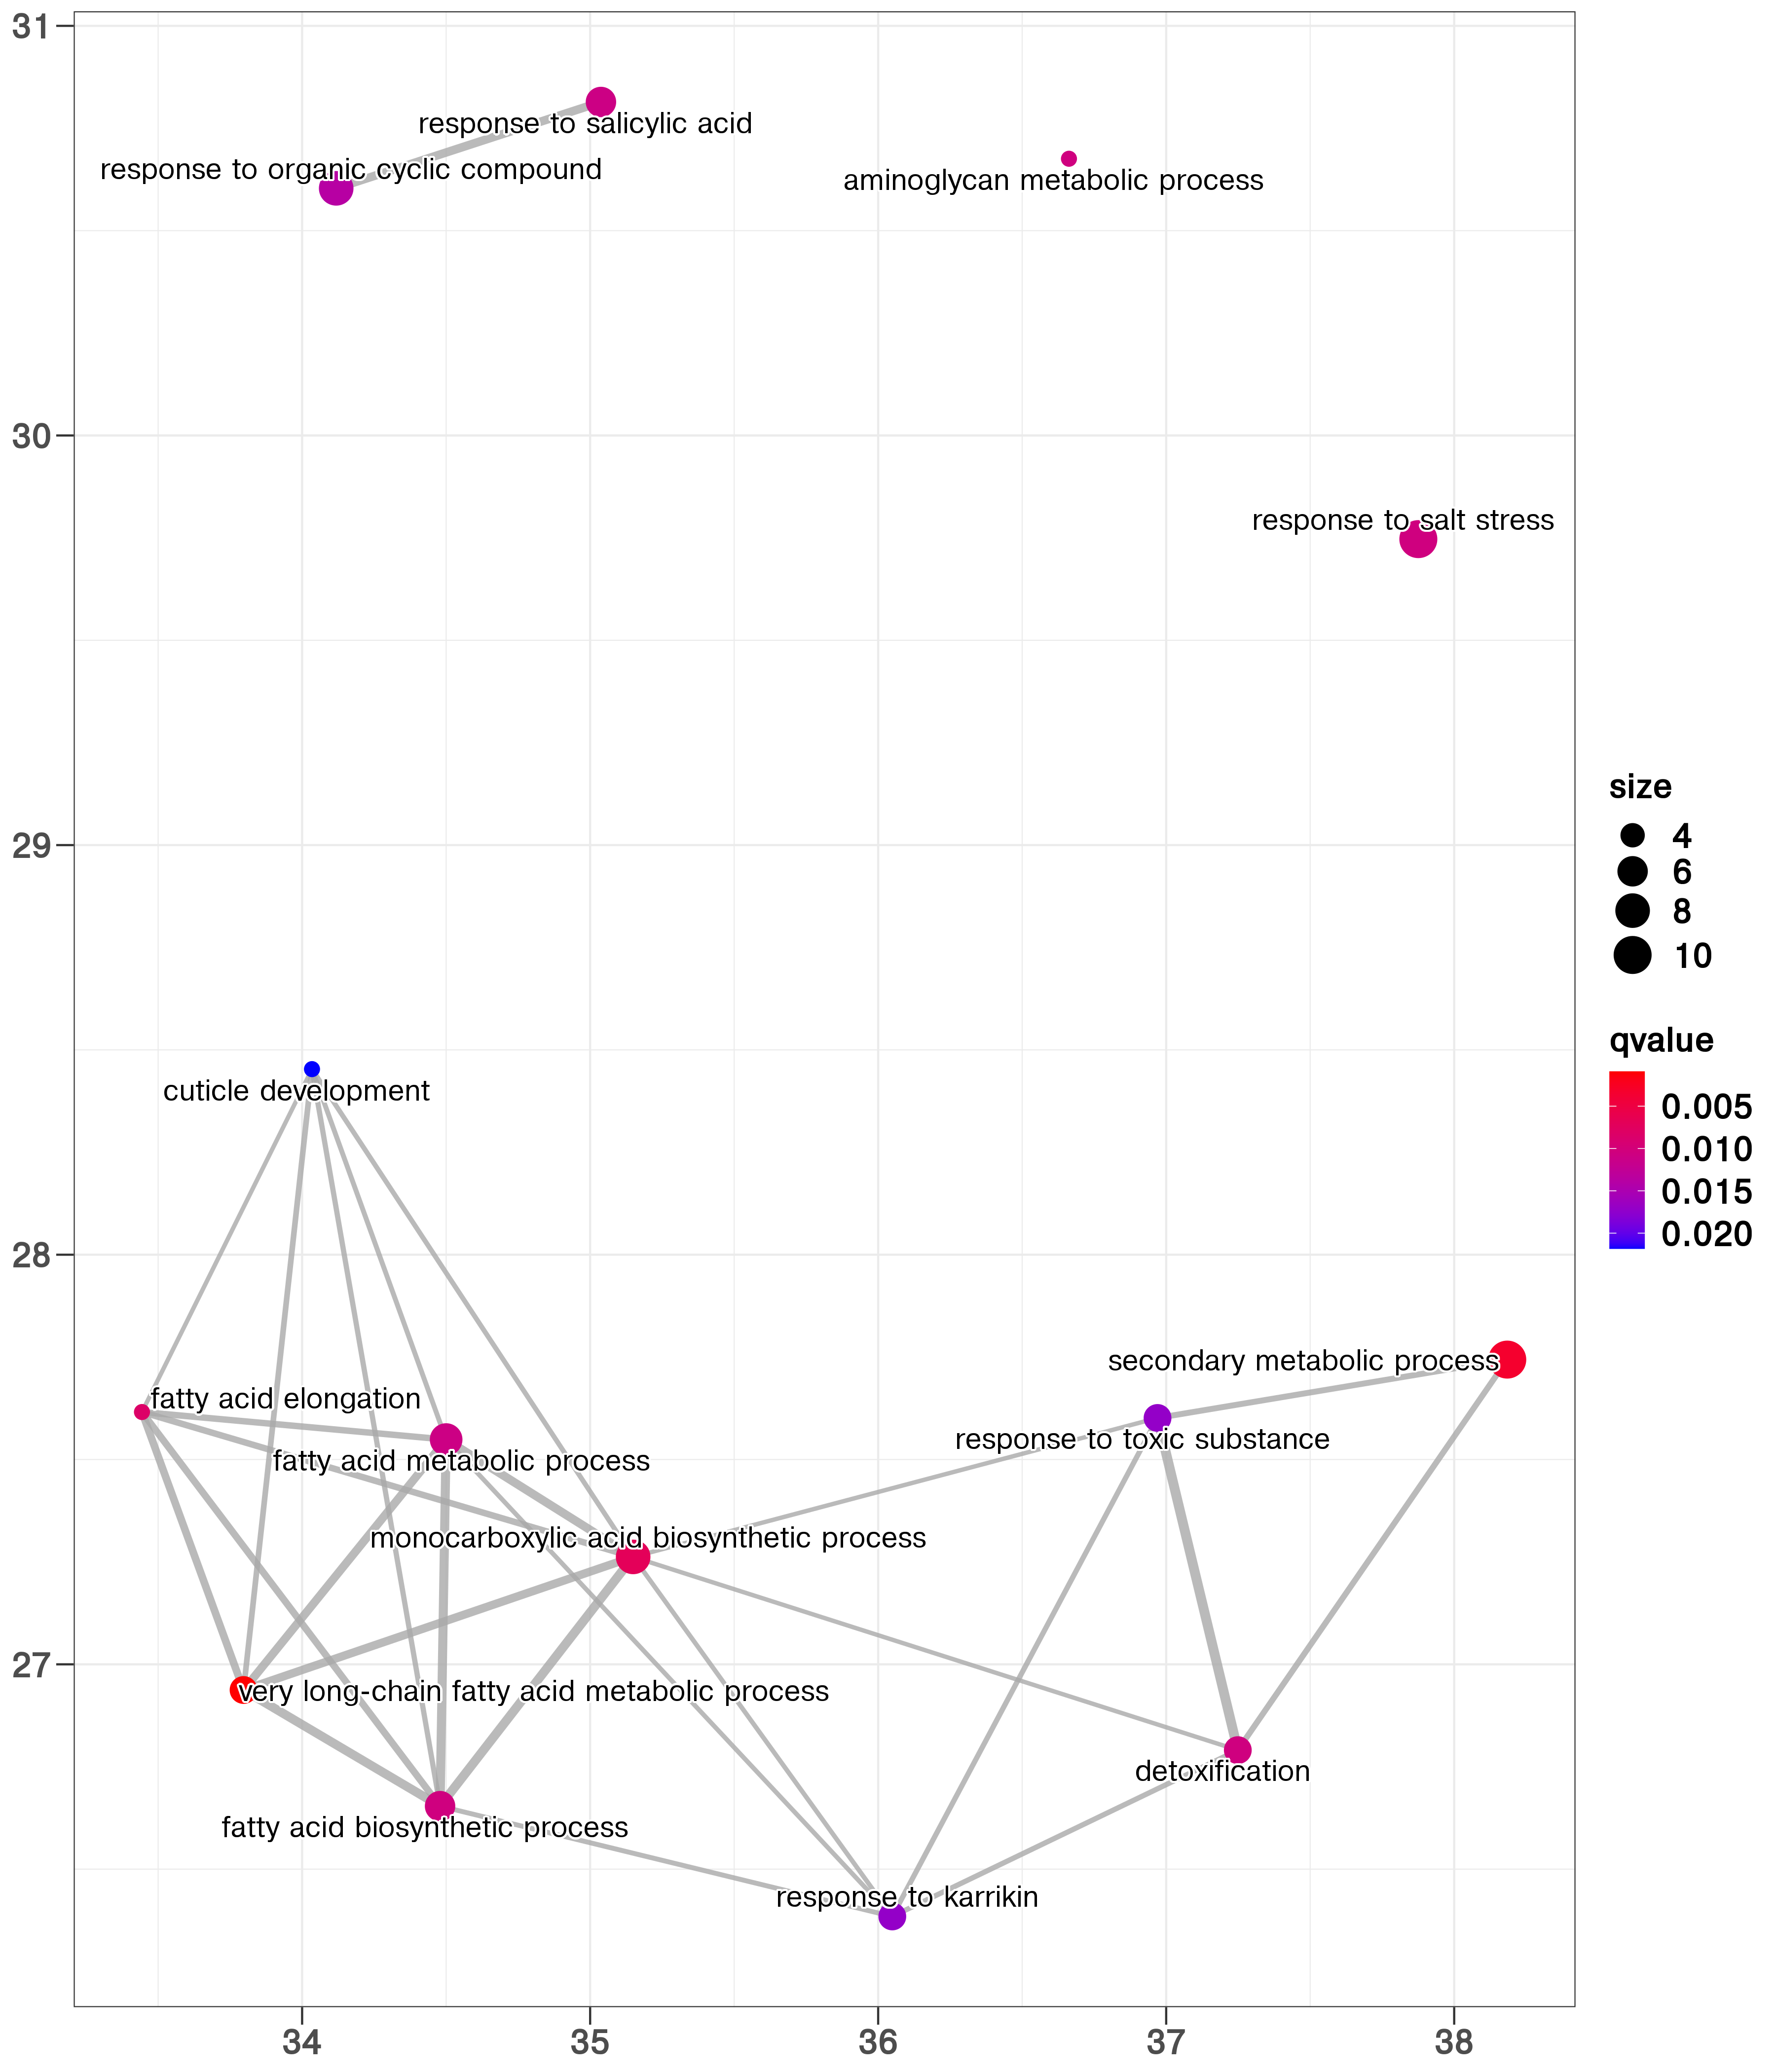 31
response to salicylic acid
response to organic cyclic compound
aminoglycan metabolic process
30
response to salt stress
29
size
4
6
8
10
qvalue
0.005
0.010
0.015
0.020
cuticle development
28
secondary metabolic process
fatty acid elongation
response to toxic substance
fatty acid metabolic process
monocarboxylic acid biosynthetic process
27
very long-chain fatty acid metabolic process
detoxification
fatty acid biosynthetic process
response to karrikin
34 35 36 37 38